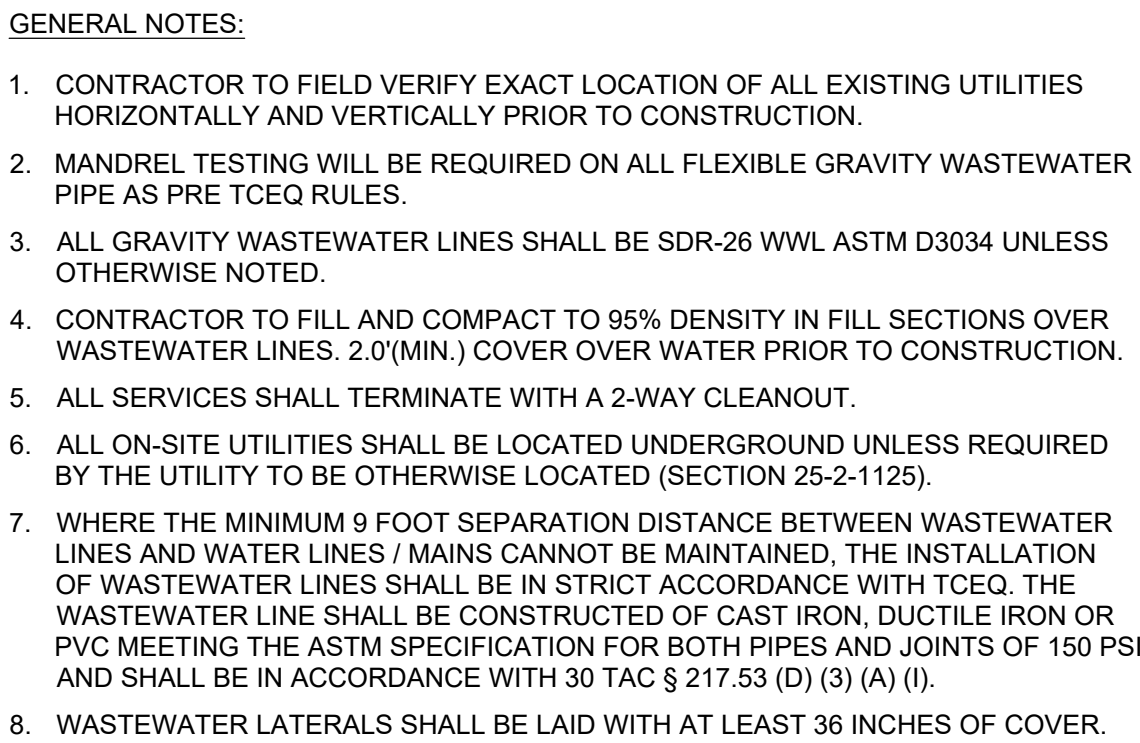 GENERAL NOTES:
1. CONTRACTOR TO FIELD VERIFY EXACT LOCATION OF ALL EXISTING UTILITIES
HORIZONTALLY AND VERTICALLY PRIOR TO CONSTRUCTION.
2. MANDREL TESTING WILL BE REQUIRED ON ALL FLEXIBLE GRAVITY WASTEWATER
PIPE AS PRE TCEQ RULES.
3. ALL GRAVITY WASTEWATER LINES SHALL BE SDR-26 WWL ASTM D3034 UNLESS
OTHERWISE NOTED.
4. CONTRACTOR TO FILL AND COMPACT TO 95% DENSITY IN FILL SECTIONS OVER
WASTEWATER LINES. 2.0'(MIN.) COVER OVER WATER PRIOR TO CONSTRUCTION.
5. ALL SERVICES SHALL TERMINATE WITH A 2-WAY CLEANOUT.
6. ALL ON-SITE UTILITIES SHALL BE LOCATED UNDERGROUND UNLESS REQUIRED
BY THE UTILITY TO BE OTHERWISE LOCATED (SECTION 25-2-1125).
7. WHERE THE MINIMUM 9 FOOT SEPARATION DISTANCE BETWEEN WASTEWATER
LINES AND WATER LINES / MAINS CANNOT BE MAINTAINED, THE INSTALLATION
OF WASTEWATER LINES SHALL BE IN STRICT ACCORDANCE WITH TCEQ. THE
WASTEWATER LINE SHALL BE CONSTRUCTED OF CAST IRON, DUCTILE IRON OR
PVC MEETING THE ASTM SPECIFICATION FOR BOTH PIPES AND JOINTS OF 150 PSI
AND SHALL BE IN ACCORDANCE WITH 30 TAC § 217.53 (D) (3) (A) (I).
8. WASTEWATER LATERALS SHALL BE LAID WITH AT LEAST 36 INCHES OF COVER.